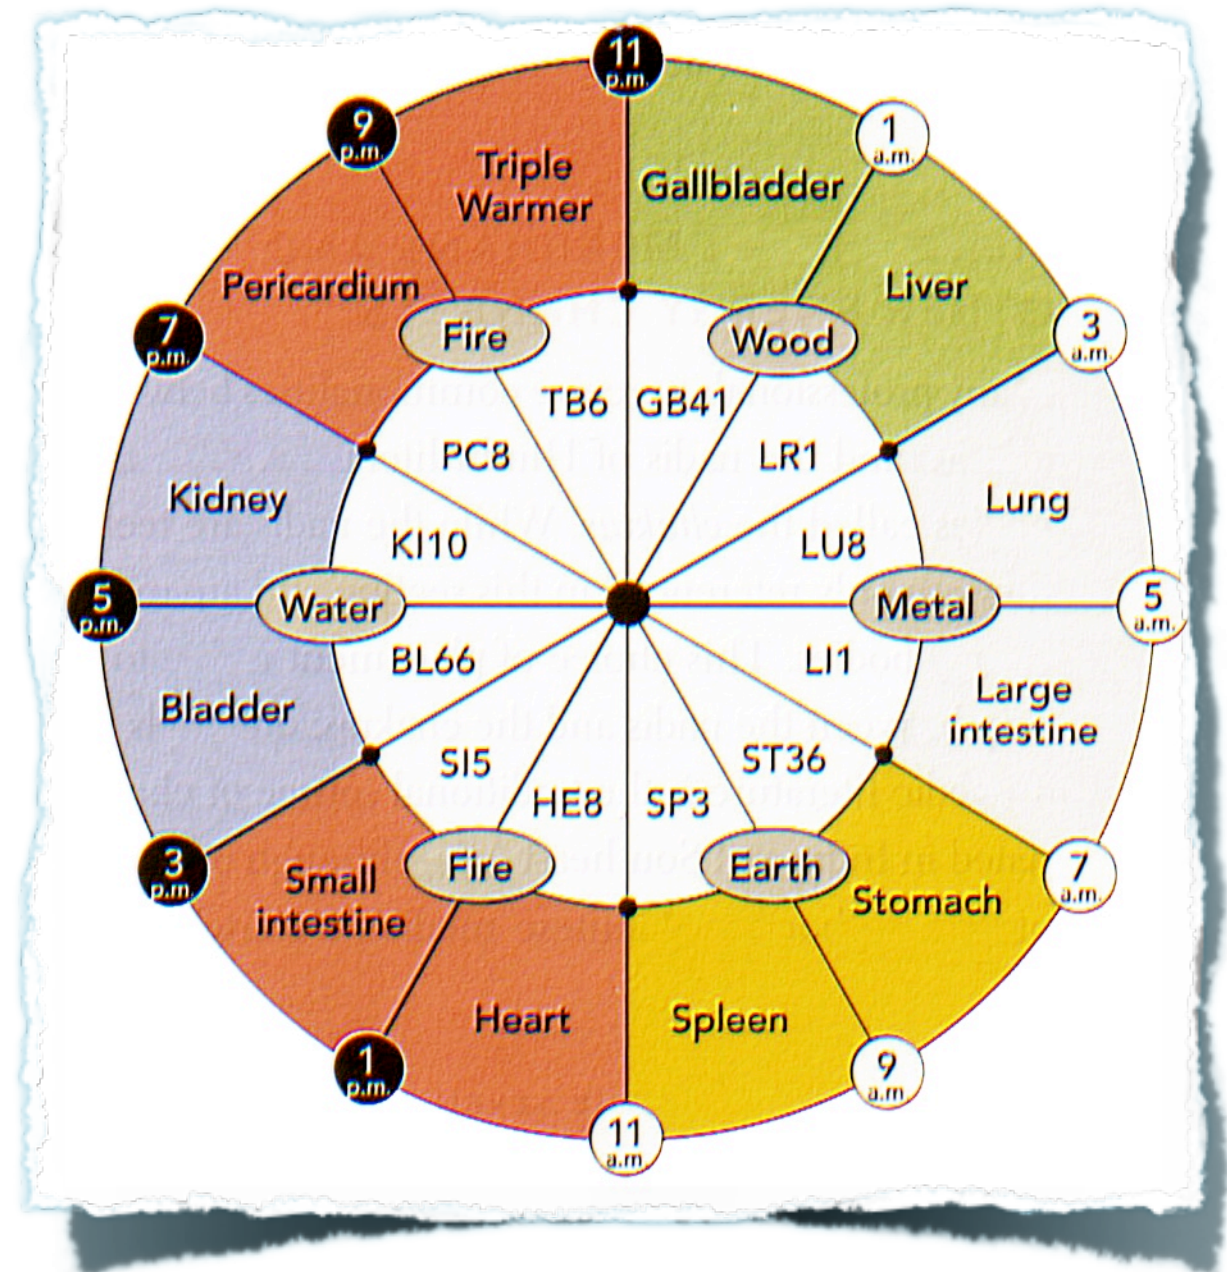 11
p.m.
9
p.m.
1
a.m.
Triple
Warmer
Gallbladder
Pericardium
Liver
7
p.m.
3
a.m.
Fire
Wood
TB6
GB41
PC8
LR1
Kidney
Lung
KI10
LU8
5
p.m.
Water
Metal
5
a.m.
BL66
LI1
Bladder
Large
intestine
SI5
ST36
HE8
SP3
3
p.m.
Small
intestine
Fire
Earth
Stomach
7
a.m.
Heart
Spleen
1
p.m.
9
a.m.
11
a.m.